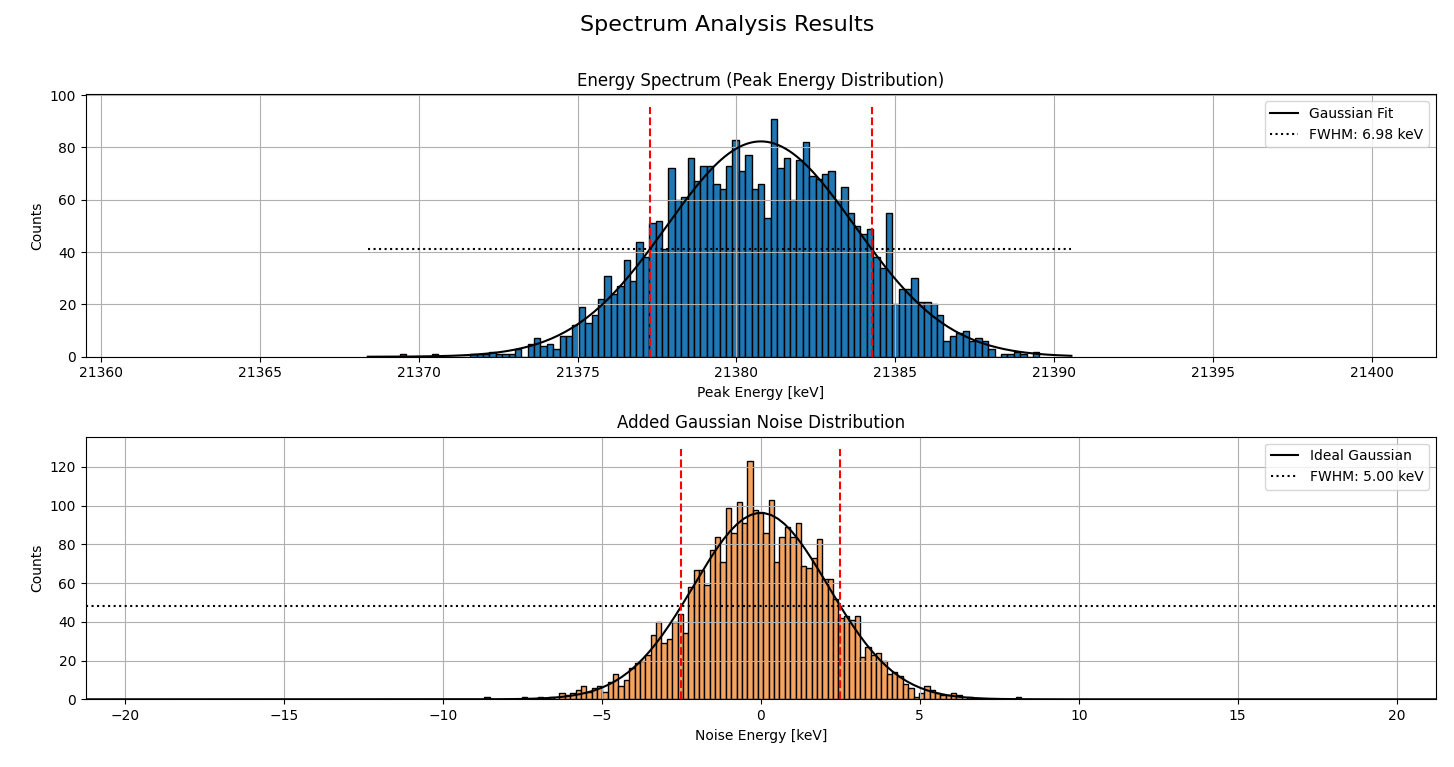 Spectrum Analysis Results
Energy Spectrum (Peak Energy Distribution)
100
80
60
40
20
0
Counts
Gaussian Fit
FWHM: 6.98 keV
21360 21365 21370 21375 21380 21385 21390 21395 21400
Peak Energy [keV]
Added Gaussian Noise Distribution
120
100
80
60
40
20
0
Counts
Ideal Gaussian
FWHM: 5.00 keV
−20 −15 −10 −5 0 5 10 15 20
Noise Energy [keV]